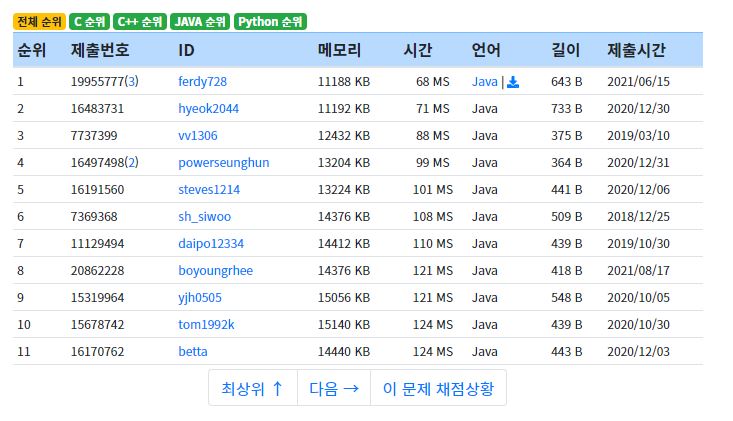 전체 순위 C 순위 C++ 순위 JAVA 순위 Python 순위
순위 제출번호 ID 메모리 시간 언어 길이 제출시간
1 19955777(3) ferdy728 11188 KB 68 MS Java | 643 B 2021/06/15
2 16483731 hyeok2044 11192 KB 71 MS Java 733 B 2020/12/30
3 7737399 vv1306 12432 KB 88 MS Java 375 B 2019/03/10
4 16497498(2) powerseunghun 13204 KB 99 MS Java 364 B 2020/12/31
5 16191560 steves1214 13224 KB 101 MS Java 441 B 2020/12/06
6 7369368 sh_siwoo 14376 KB 108 MS Java 509 B 2018/12/25
7 11129494 daipo12334 14412 KB 110 MS Java 439 B 2019/10/30
8 20862228 boyoungrhee 14376 KB 121 MS Java 418 B 2021/08/17
9 15319964 yjh0505 15056 KB 121 MS Java 548 B 2020/10/05
10 15678742 tom1992k 15140 KB 124 MS Java 439 B 2020/10/30
11 16170762 betta 14440 KB 124 MS Java 443 B 2020/12/03
최상위 ↑ 다음 → 이 문제 채점상황